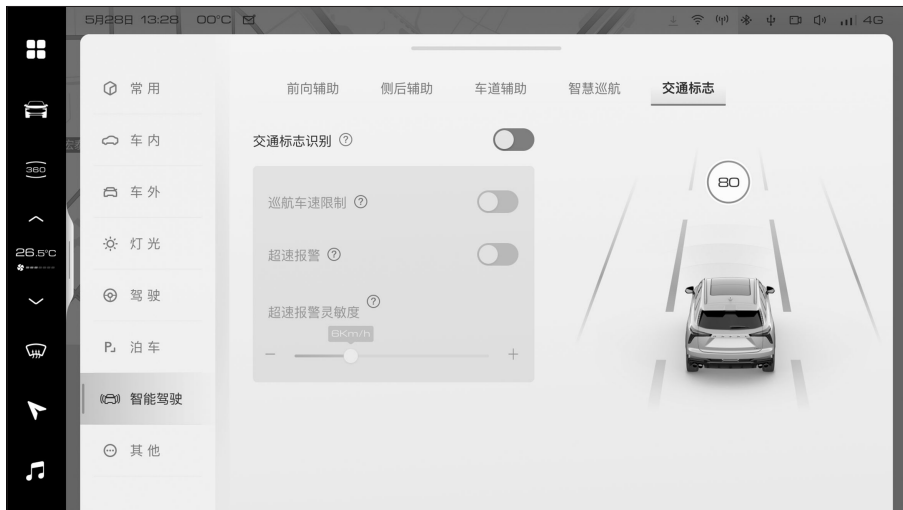 5月28日 13:28 00°C
4G
常用
车内
车外
灯光
驾驶
泊车
智能驾驶
其他
360
26.5°C
前向辅助 侧后辅助 车道辅助 智慧巡航 交通标志
交通标志识别 ?
巡航车速限制 ?
超速报警 ?
超速报警灵敏度 ?
6Km/h
- +
80
P